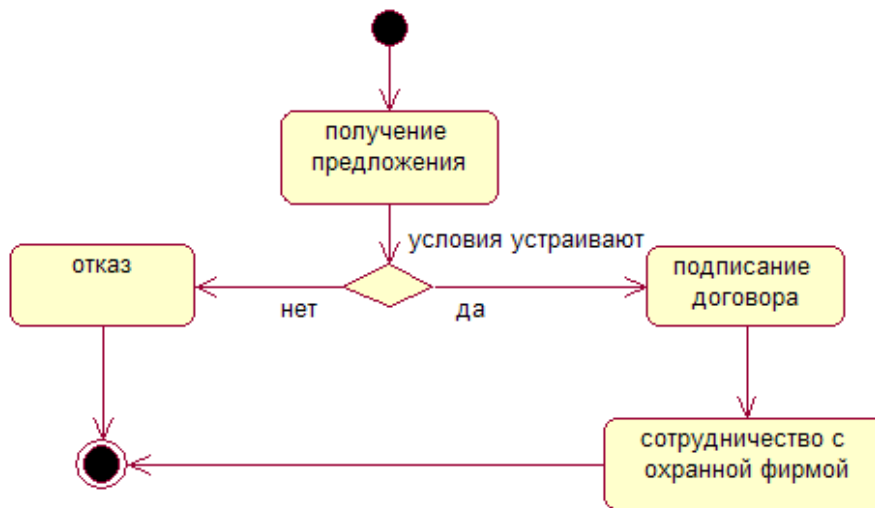 получение
предложения
условия устраивают
отказ
подписание
договора
нет
да
сотрудничество с
охранной фирмой